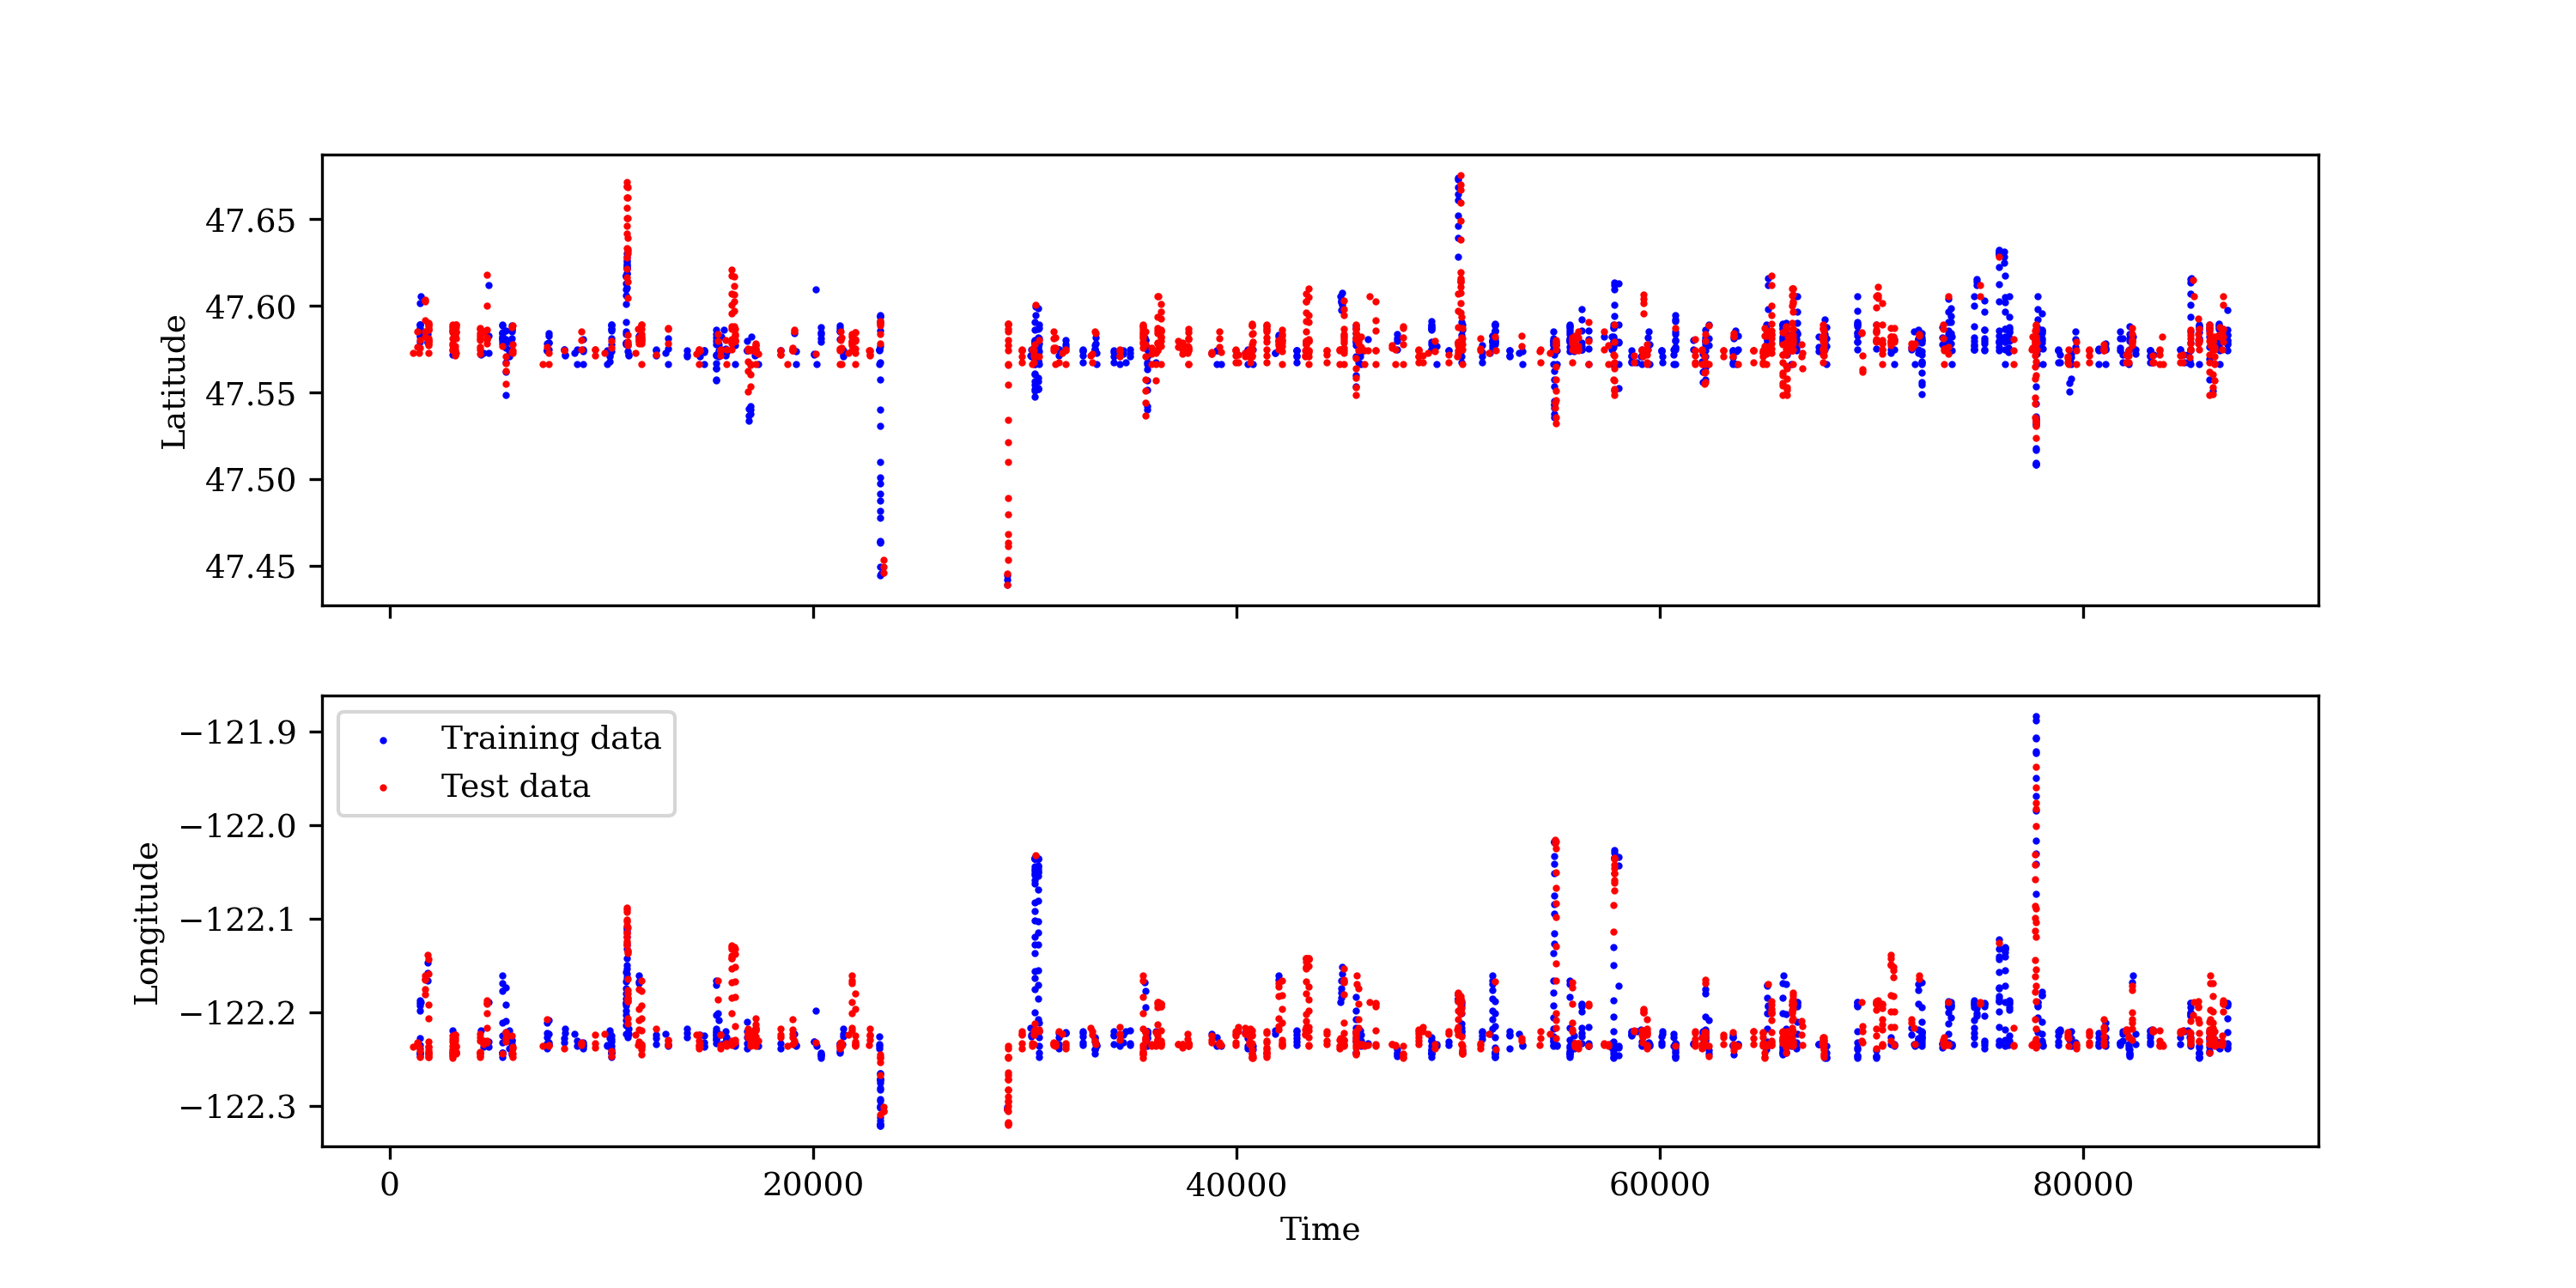 47.65
47.60
47.55
47.50
47.45
Latitude
−121.9
−122.0
−122.1
−122.2
−122.3
Longitude
Training data
Test data
0 20000 40000 60000 80000
Time